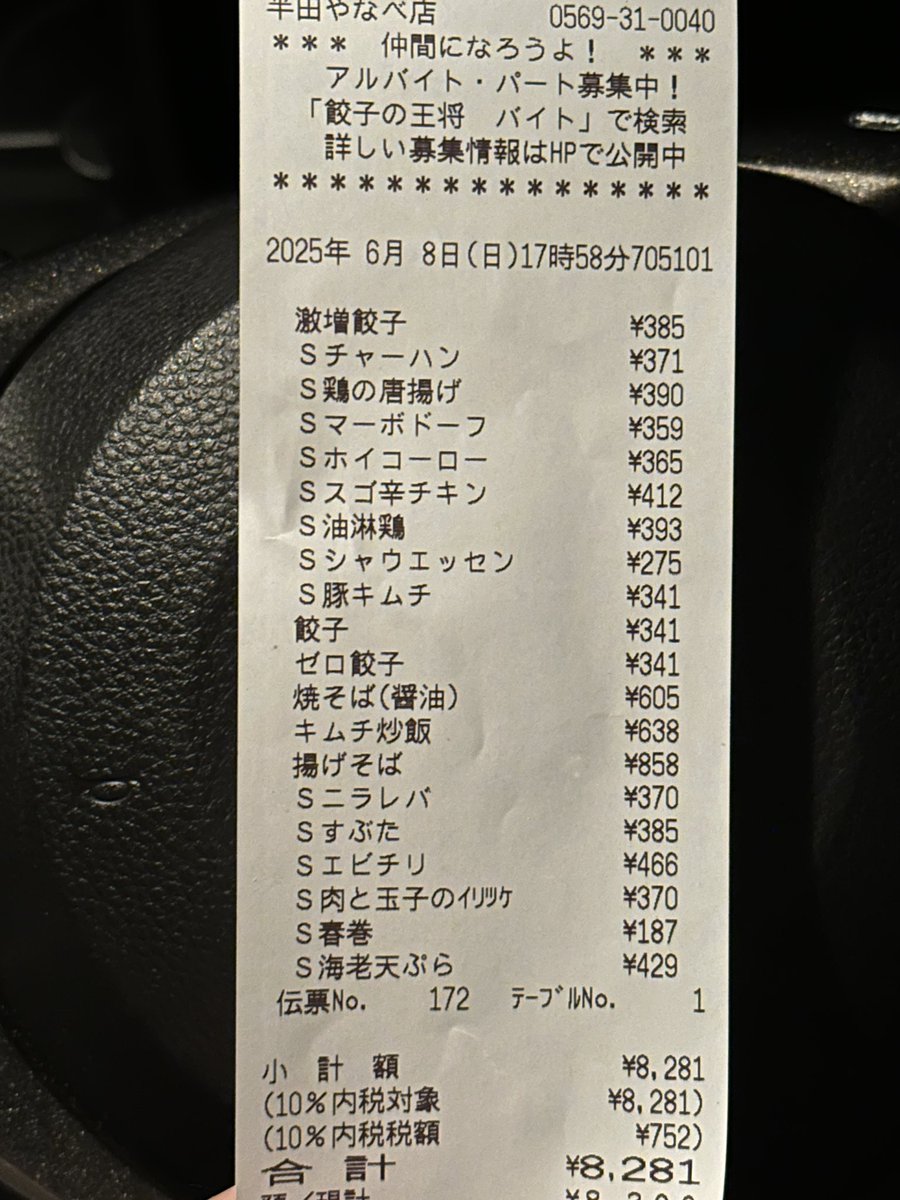 半田やなべ店 0569-31-0040
*** 仲間になろうよ! ***
アルバイト・パート募集中!
「餃子の王将 バイト」で検索
詳しい募集情報はHPで公開中
****************
2025年 6月 8日(日)17時58分705101
激増餃子 ¥385
Sチャーハン ¥371
S鶏の唐揚げ ¥390
Sマーボドーフ ¥359
Sホイコーロー ¥365
Sスゴ辛チキン ¥412
S油淋鶏 ¥393
Sシャウエッセン ¥275
S豚キムチ ¥341
餃子 ¥341
ゼロ餃子 ¥341
焼そば(醤油) ¥605
キムチ炒飯 ¥638
揚げそば ¥858
Sニラレバ ¥370
Sすぶた ¥385
Sエビチリ ¥466
S肉と玉子のイリツケ ¥370
S春巻 ¥187
S海老天ぷら ¥429
伝票No. 172 テーブルNo. 1
小 計 額 ¥8,281
(10%内税対象 ¥8,281)
(10%内税税額 ¥752)
合 計 ¥8,281